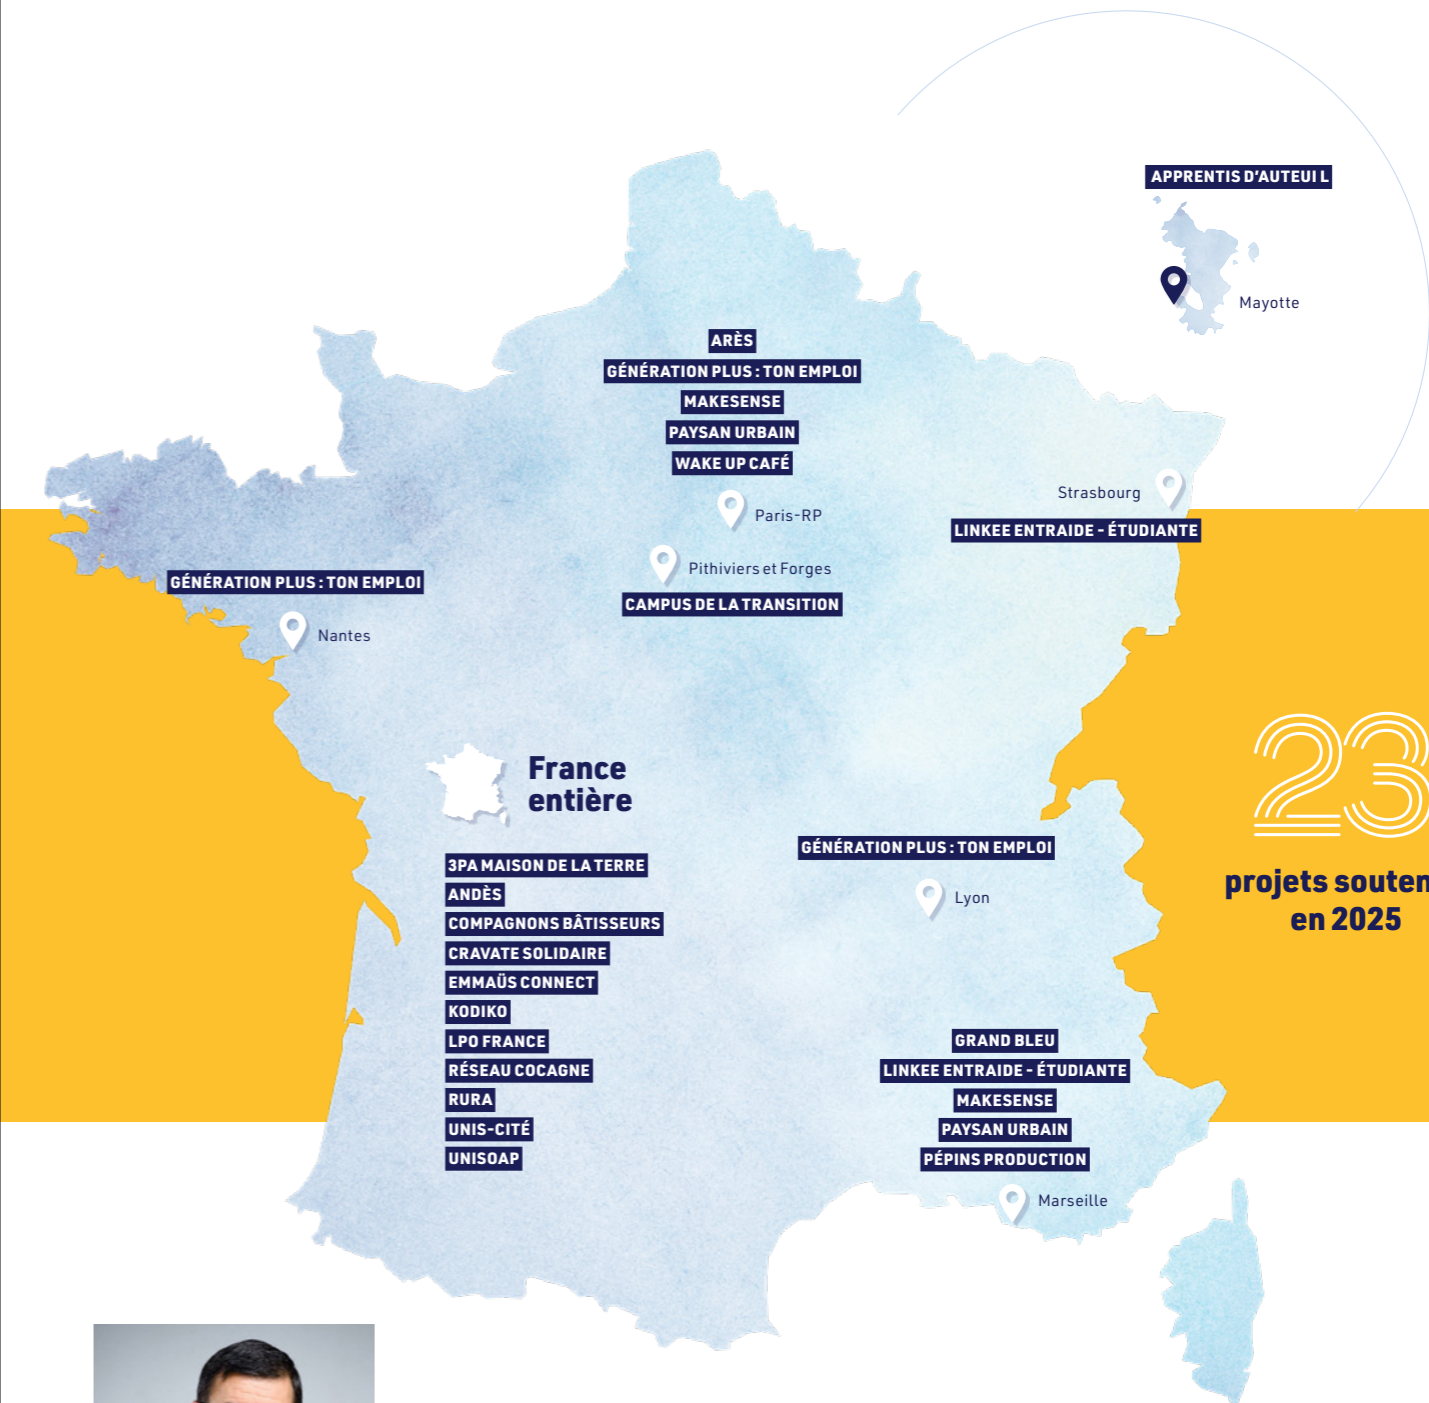 APPRENTIS D'AUTEUIL
Mayotte
ARÈS
GÉNÉRATION PLUS : TON EMPLOI
MAKESENSE
PAYSAN URBAIN
WAKE UP CAFÉ
Paris-RP
Strasbourg
LINKEE ENTRAIDE - ÉTUDIANTE
Pithiviers et Forges
CAMPUS DE LA TRANSITION
GÉNÉRATION PLUS : TON EMPLOI
Nantes
France
entière
3PA MAISON DE LA TERRE
ANDÈS
COMPAGNONS BÂTISSEURS
CRAVATE SOLIDAIRE
EMMAÜS CONNECT
KODIKO
LPO FRANCE
RÉSEAU COCAGNE
RURA
UNIS-CITÉ
UNISOAP
GÉNÉRATION PLUS : TON EMPLOI
Lyon
GRAND BLEU
LINKEE ENTRAIDE - ÉTUDIANTE
MAKESENSE
PAYSAN URBAIN
PÉPINS PRODUCTION
Marseille
23
projets
en 2025